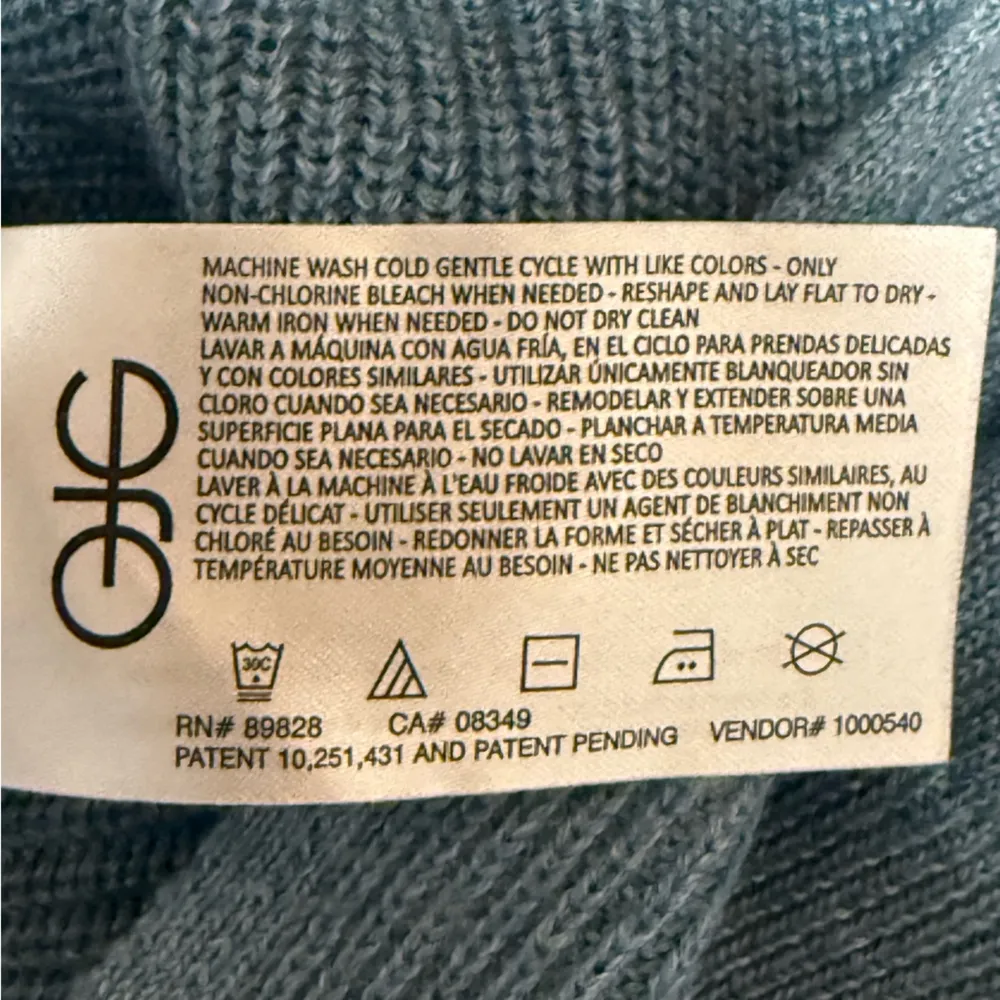 MACHINE WASH COLD GENTLE CYCLE WITH LIKE COLORS - ONLY
NON-CHLORINE BLEACH WHEN NEEDED - RESHAPE AND LAY FLAT TO DRY -
WARM IRON WHEN NEEDED - DO NOT DRY CLEAN
LAVAR A MÁQUINA CON AGUA FRÍA, EN EL CICLO PARA PRENDAS DELICADAS
Y CON COLORES SIMILARES - UTILIZAR ÚNICAMENTE BLANQUEADOR SIN
CLORO CUANDO SEA NECESARIO - REMODELAR Y EXTENDER SOBRE UNA
SUPERFICIE PLANA PARA EL SECADO - PLANCHAR A TEMPERATURA MEDIA
CUANDO SEA NECESARIO - NO LAVAR EN SECO
LAVER À LA MACHINE À L'EAU FROIDE AVEC DES COULEURS SIMILAIRES, AU
CYCLE DÉLICAT - UTILISER SEULEMENT UN AGENT DE BLANCHIMENT NON
CHLORÉ AU BESOIN - REDONNER LA FORME ET SÉCHER À PLAT - REPASSER À
TEMPÉRATURE MOYENNE AU BESOIN - NE PAS NETTOYER À SEC
30C
RN# 89828 CA# 08349 VENDOR# 1000540
PATENT 10,251,431 AND PATENT PENDING